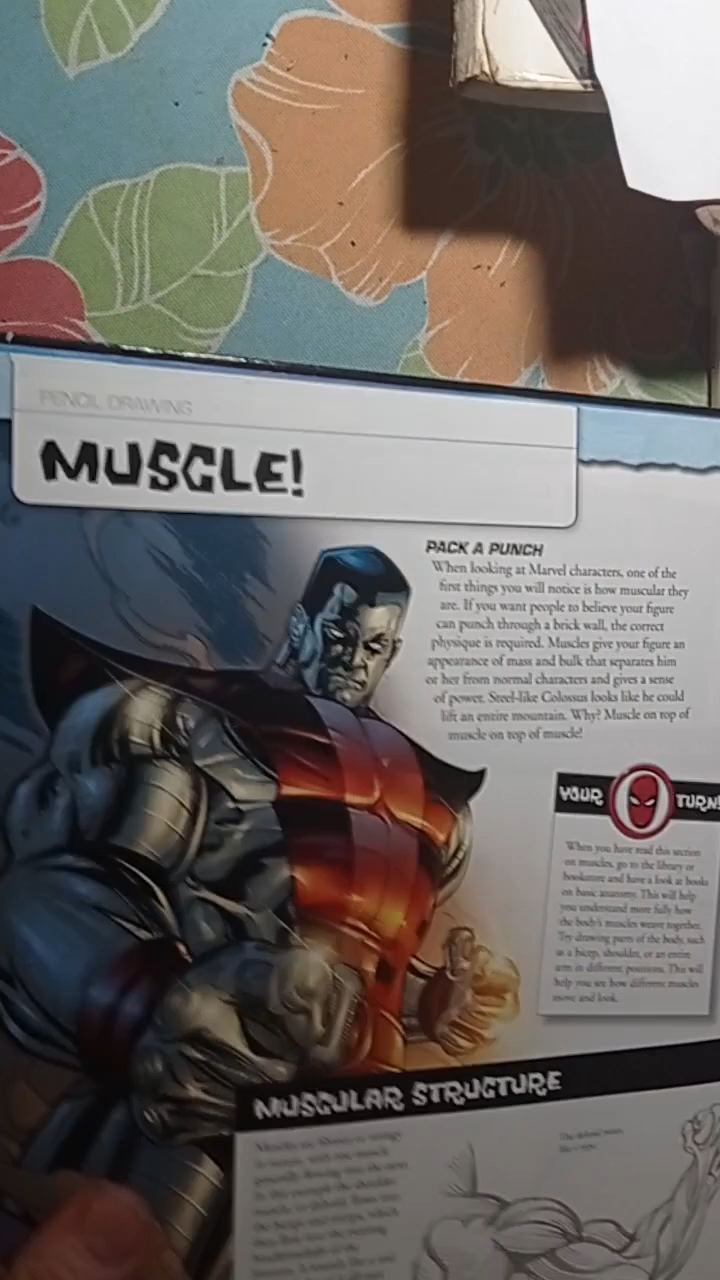 PENCIL DRAWING
MUSCLE!
PACK A PUNCH
When looking at Marvel characters, one of the
first things you will notice is how muscular they
are. If you want people to believe your figure
can punch through a brick wall, the correct
physique is required. Muscles give your figure an
appearance of mass and bulk that separates him
or her from normal characters and gives a sense
of power. Steel-like Colossus looks like he could
lift an entire mountain. Why? Muscle on top of
muscle on top of muscle!
YOUR TURN!
When you have read this section
on muscles, go to the library or
bookstore and have a look at books
on basic anatomy. This will help
you understand more fully how
the body's muscles weave together.
Try drawing parts of the body, such
as a bicep, shoulder, or an entire
arm in different positions. This will
help you see how different muscles
move and look.
MUSCULAR STRUCTURE